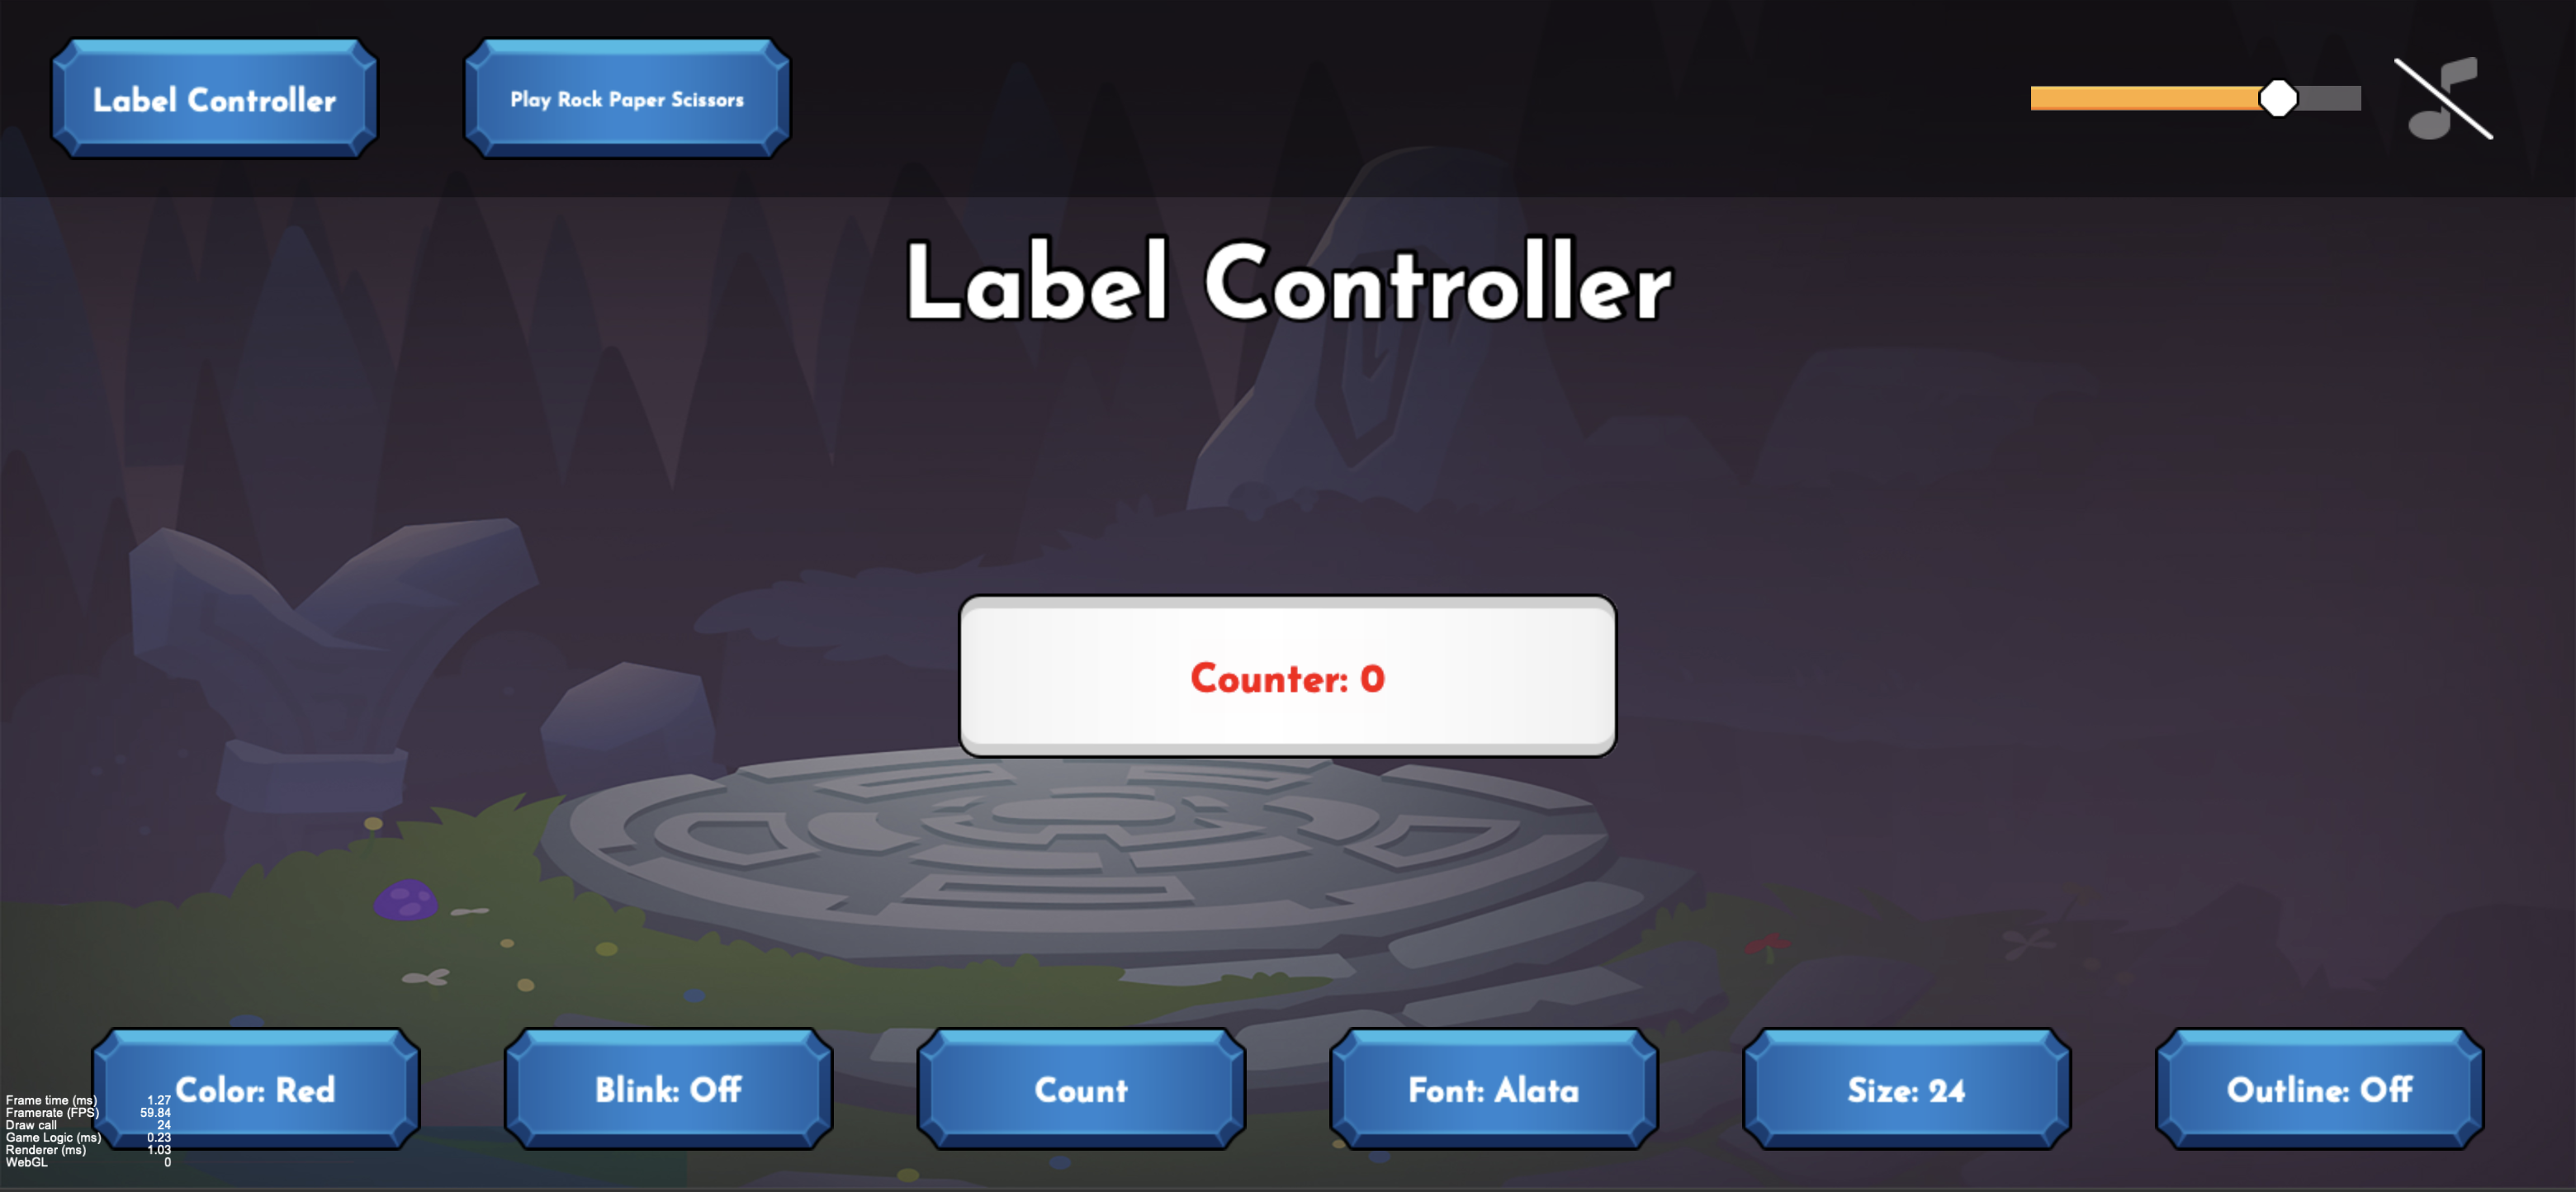 Label Controller
Play Rock Paper Scissors
Label Controller
Counter: 0
Color: Red
Blink: Off
Count
Font: Alata
Size: 24
Outline: Off
Frame time (ms) 1.27
Framerate (FPS) 59.84
Draw call 24
Game Logic (ms) 0.23
Renderer (ms) 1.03
WebGL 0